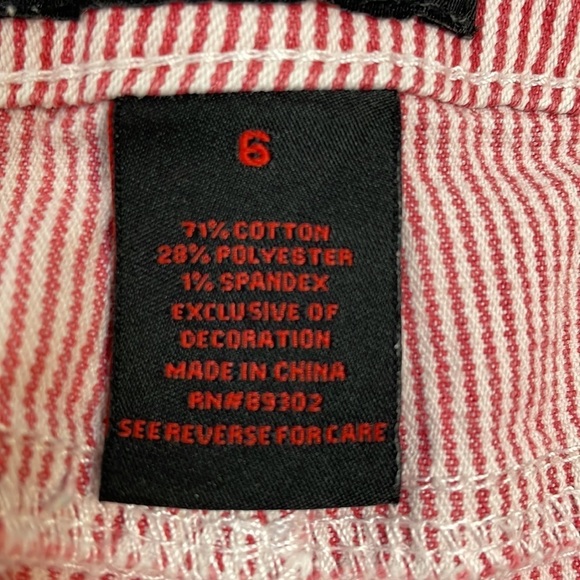 6
71% COTTON
28% POLYESTER
1% SPANDEX
EXCLUSIVE OF
DECORATION
MADE IN CHINA
RN#89302
SEE REVERSE FOR CARE